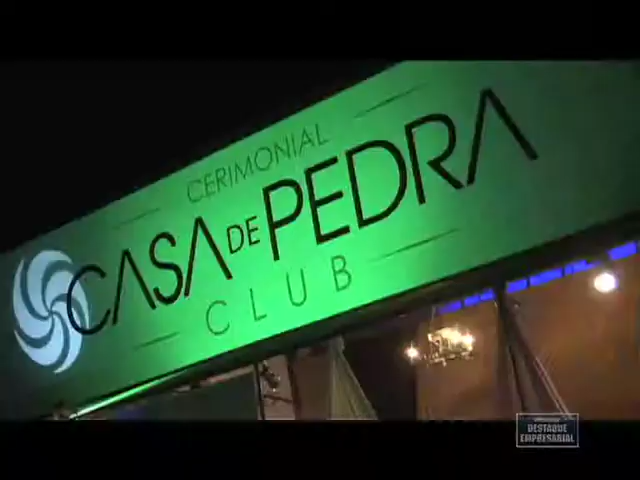 CERIMONIAL
CASA DE PEDRA
CLUB
DESTAQUE
EMPRESARIAL